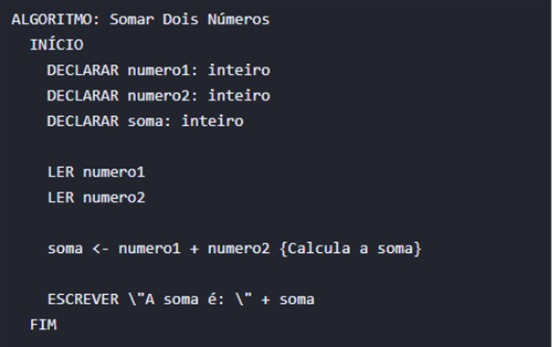 ALGORITMO: Somar Dois Números
INÍCIO
DECLARAR numero1: inteiro
DECLARAR numero2: inteiro
DECLARAR soma: inteiro
LER numero1
LER numero2
soma <- numero1 + numero2 {Calcula a soma}
ESCREVER \"A soma é: \" + soma
FIM